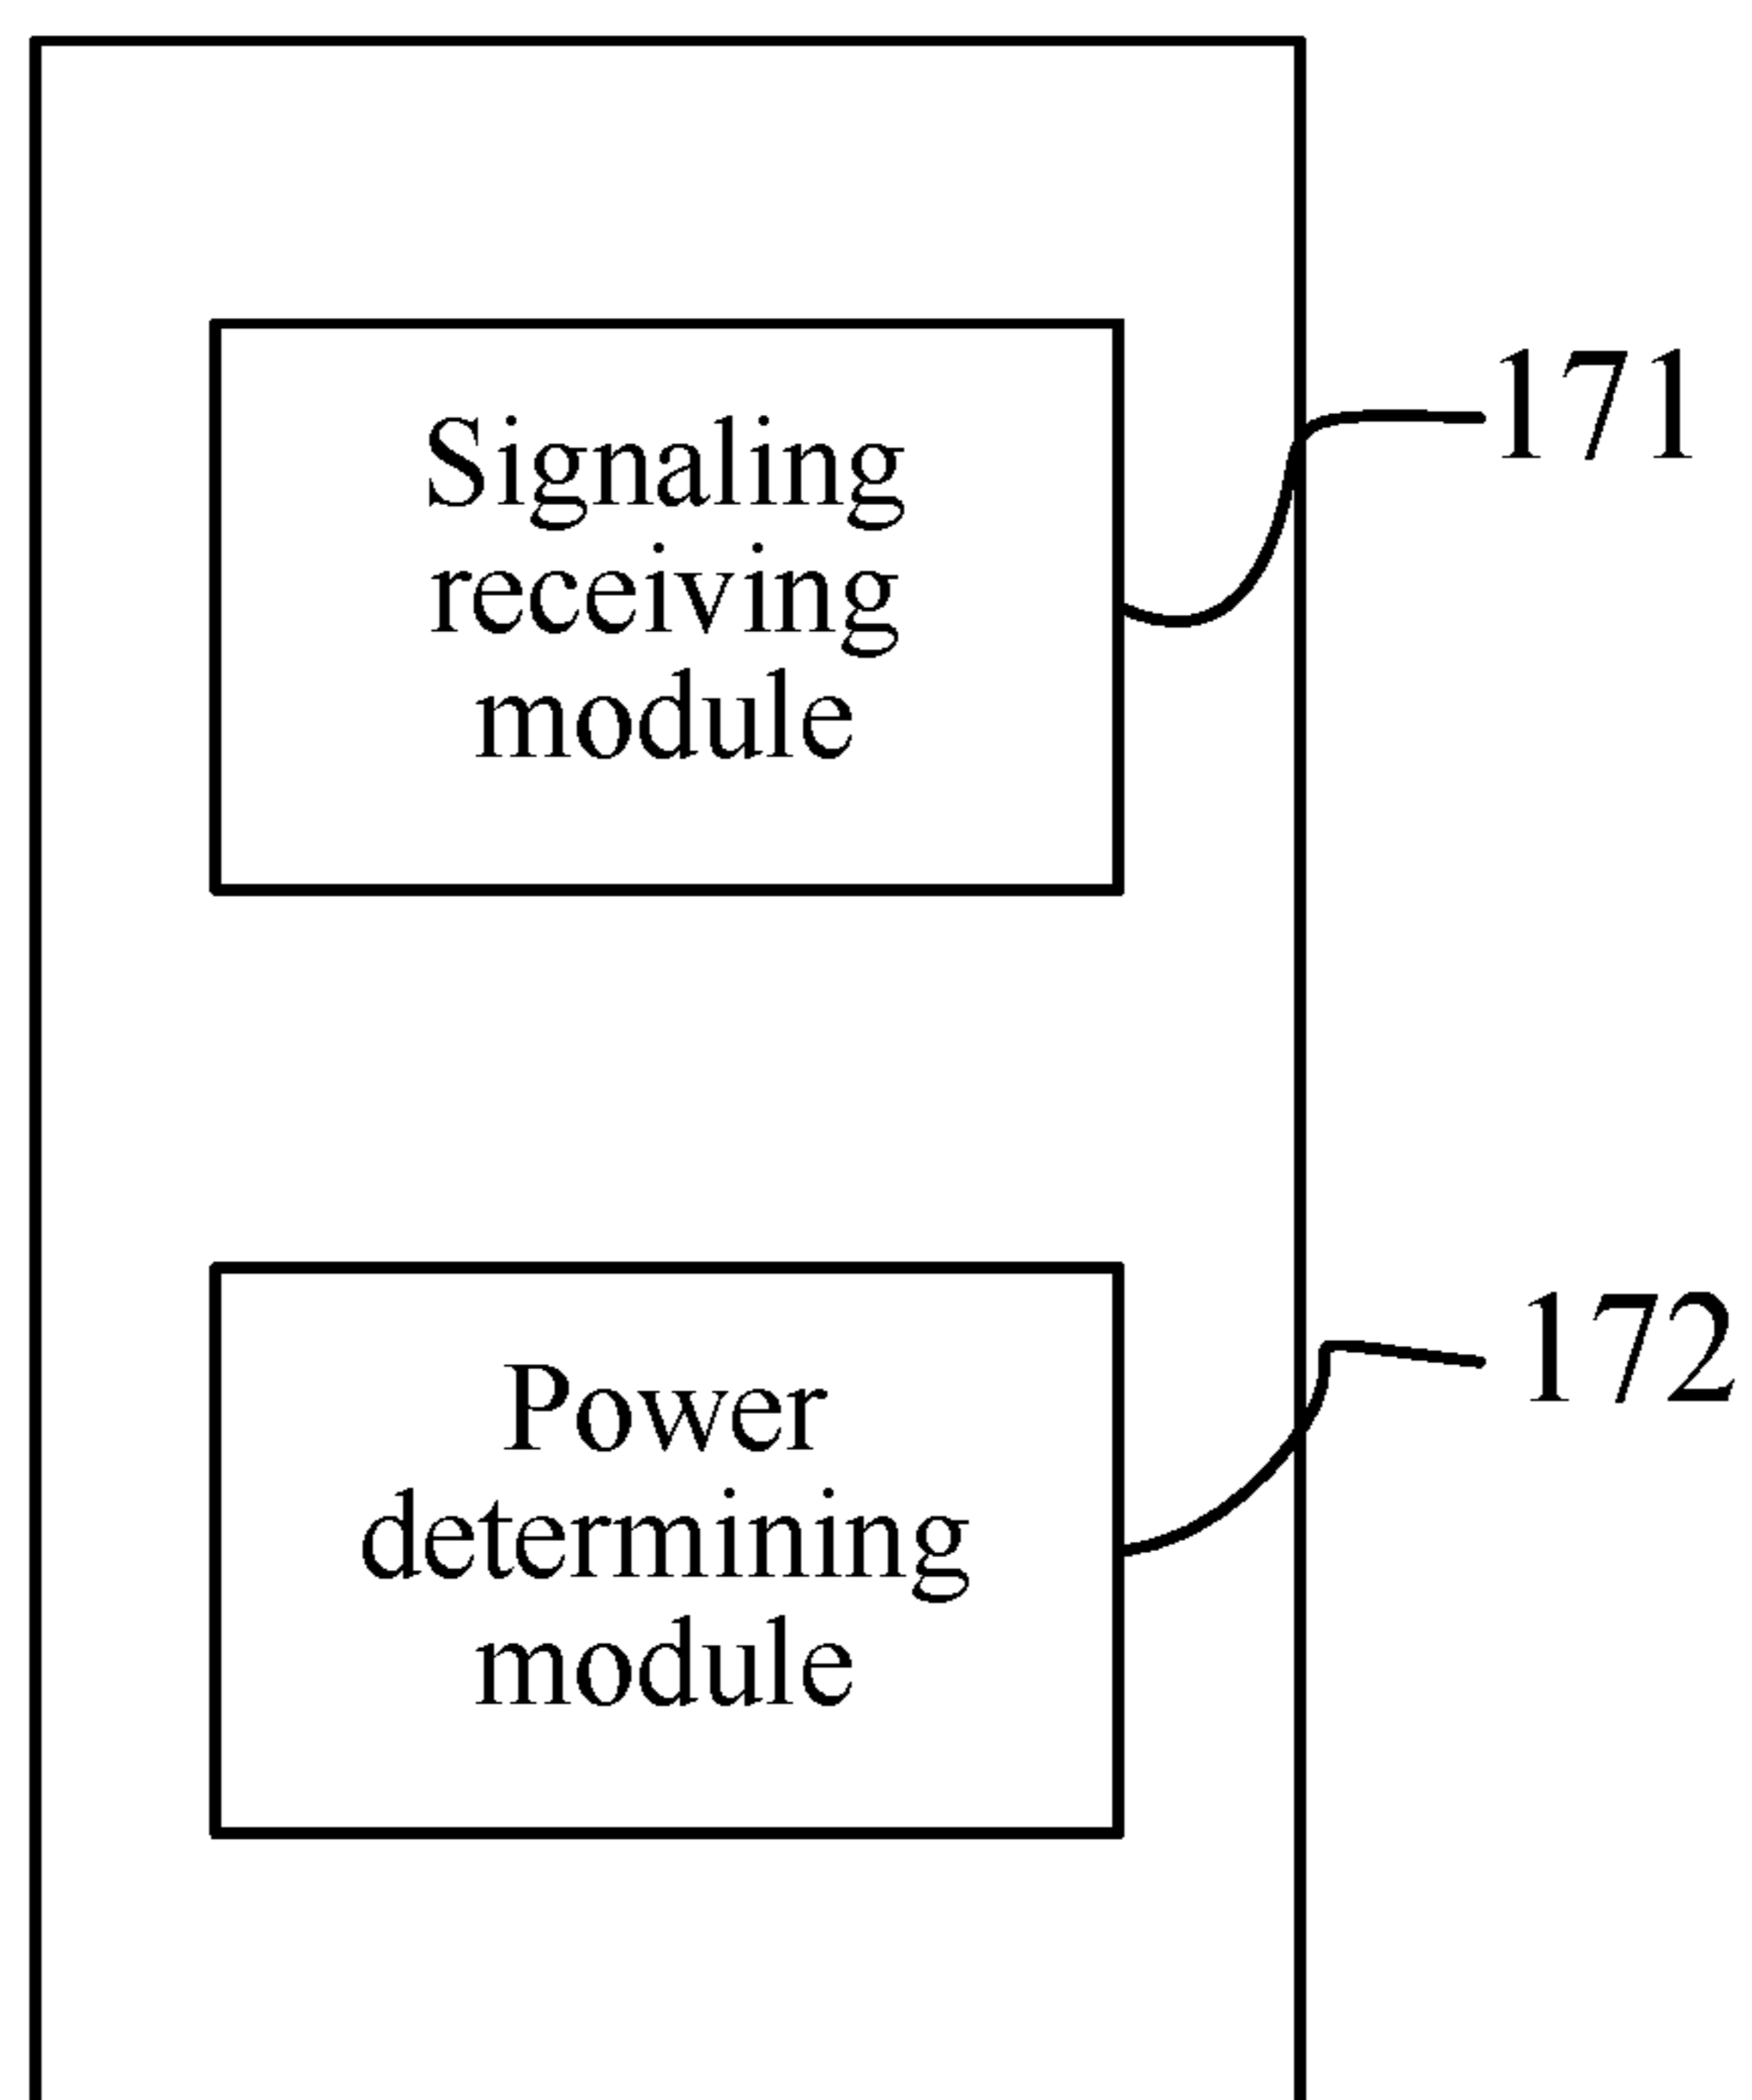 Signaling
receiving
module
171
Power
determining
module
172